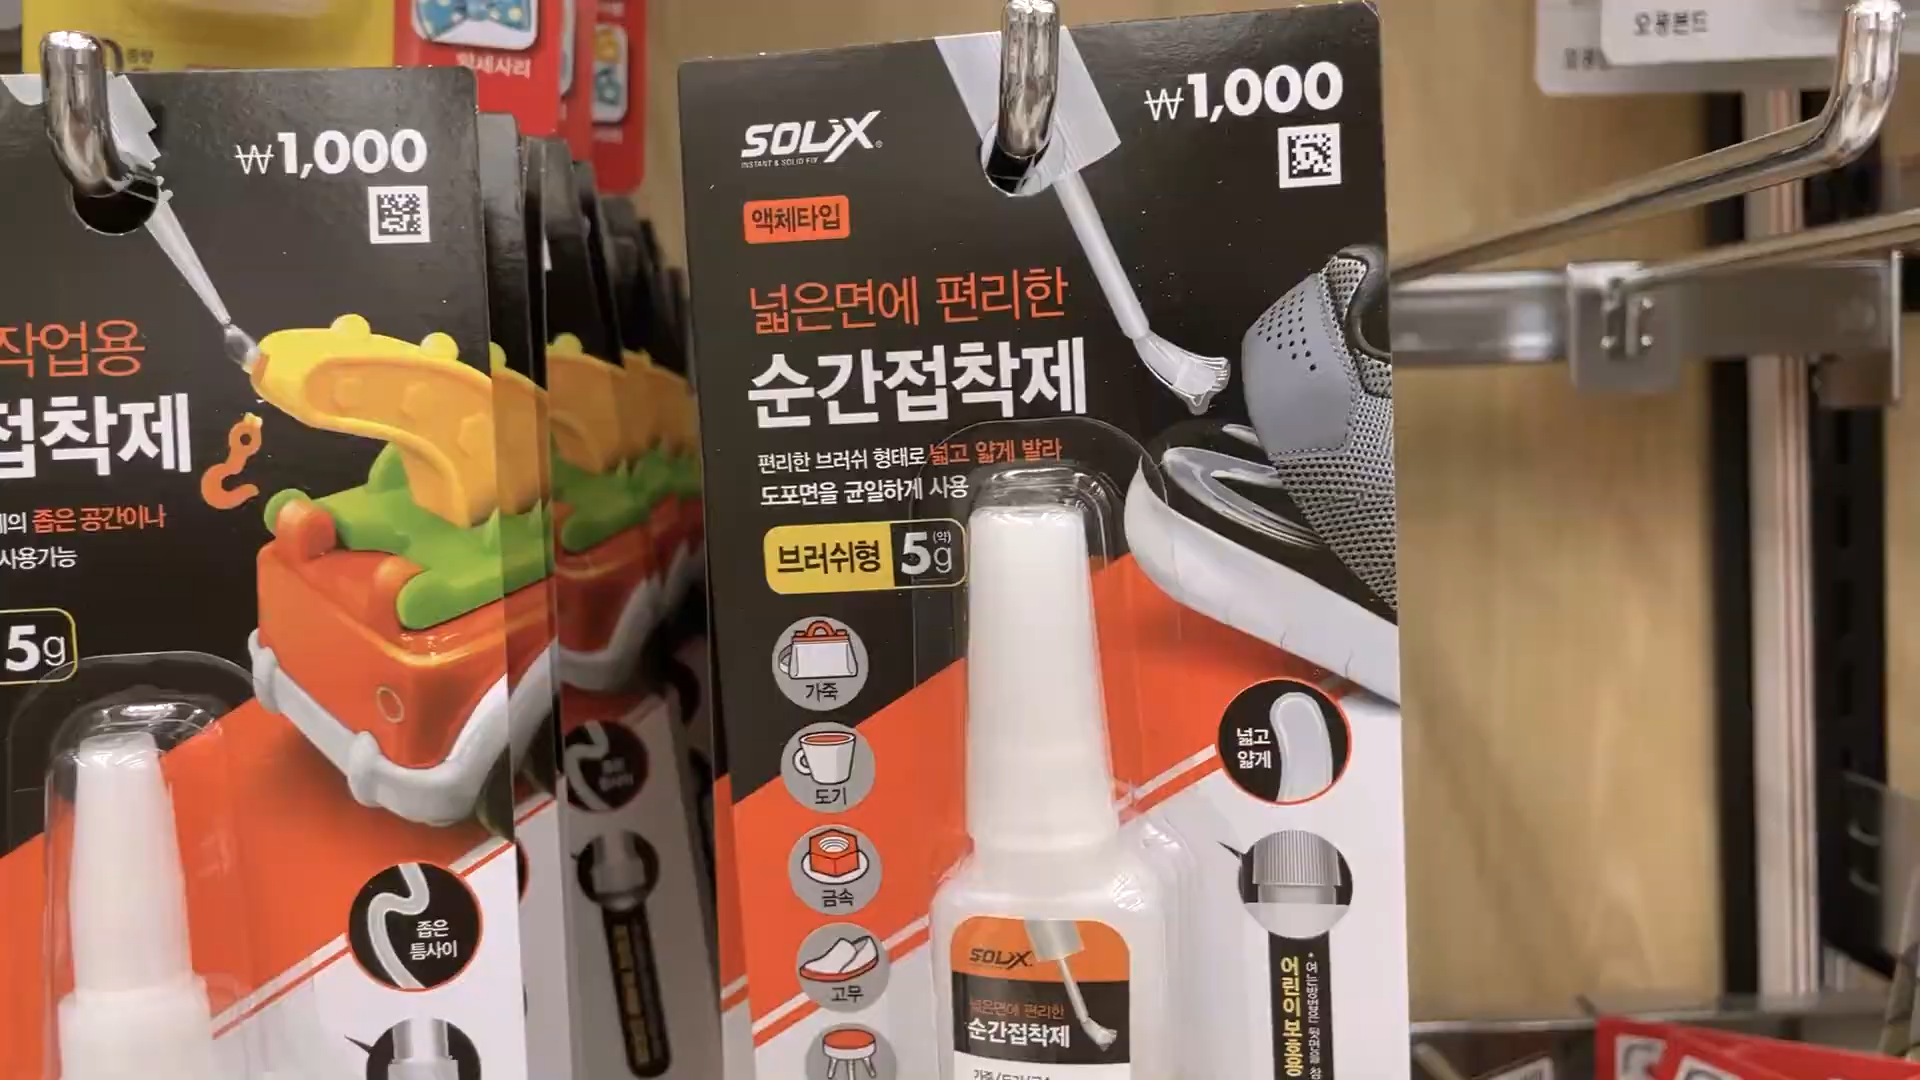 ₩1,000
작업용
접착제
좁은 공간이나
사용가능
5g
좁은
틈사이
SOLIX
INSTANT & SOLID FIX
₩1,000
액체타입
넓은면에 편리한
순간접착제
편리한 브러쉬 형태로 넓고 얇게 발라
도포면을 균일하게 사용
브러쉬형 5g
(약)
가죽
도기
금속
고무
넓고
얇게
어린이보호용
SOLIX
넓은면에 편리한
순간접착제
오공본드